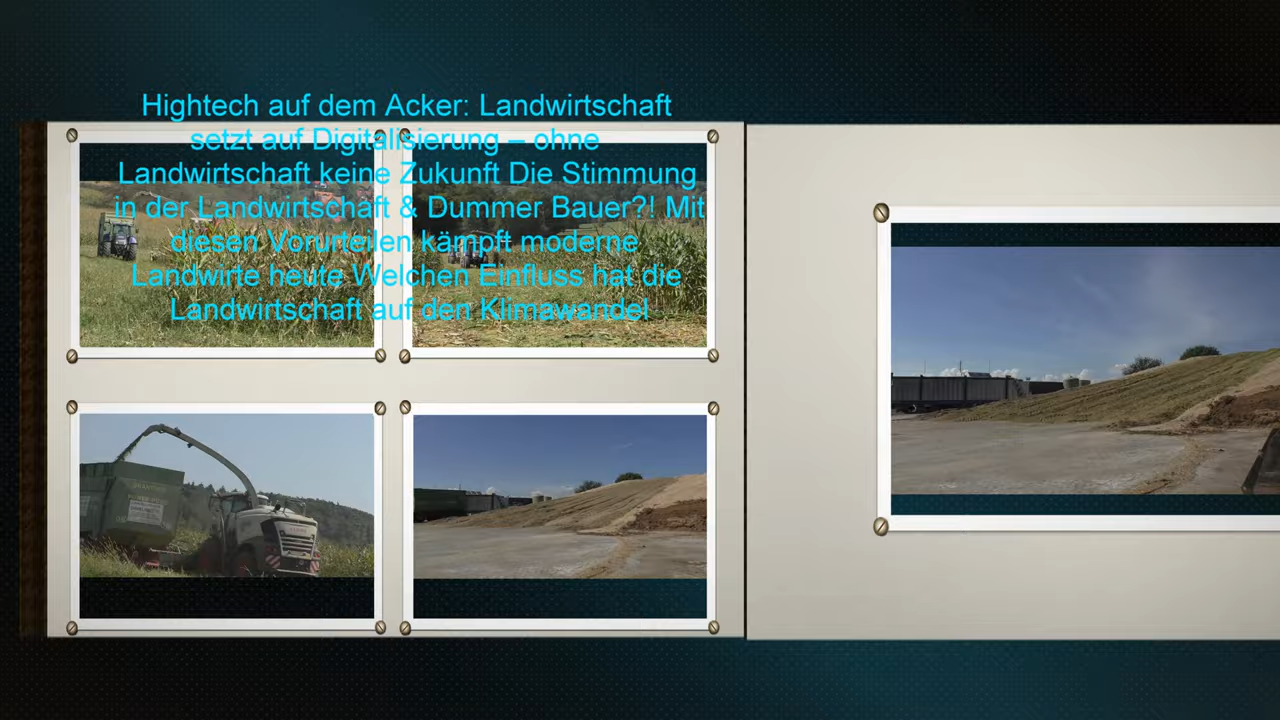 Hightech auf dem Acker: Landwirtschaft
setzt auf Digitalisierung – ohne
Landwirtschaft keine Zukunft Die Stimmung
in der Landwirtschaft & Dummer Bauer?! Mit
diesen Vorurteilen kämpft moderne
Landwirte heute Welchen Einfluss hat die
Landwirtschaft auf den Klimawandel